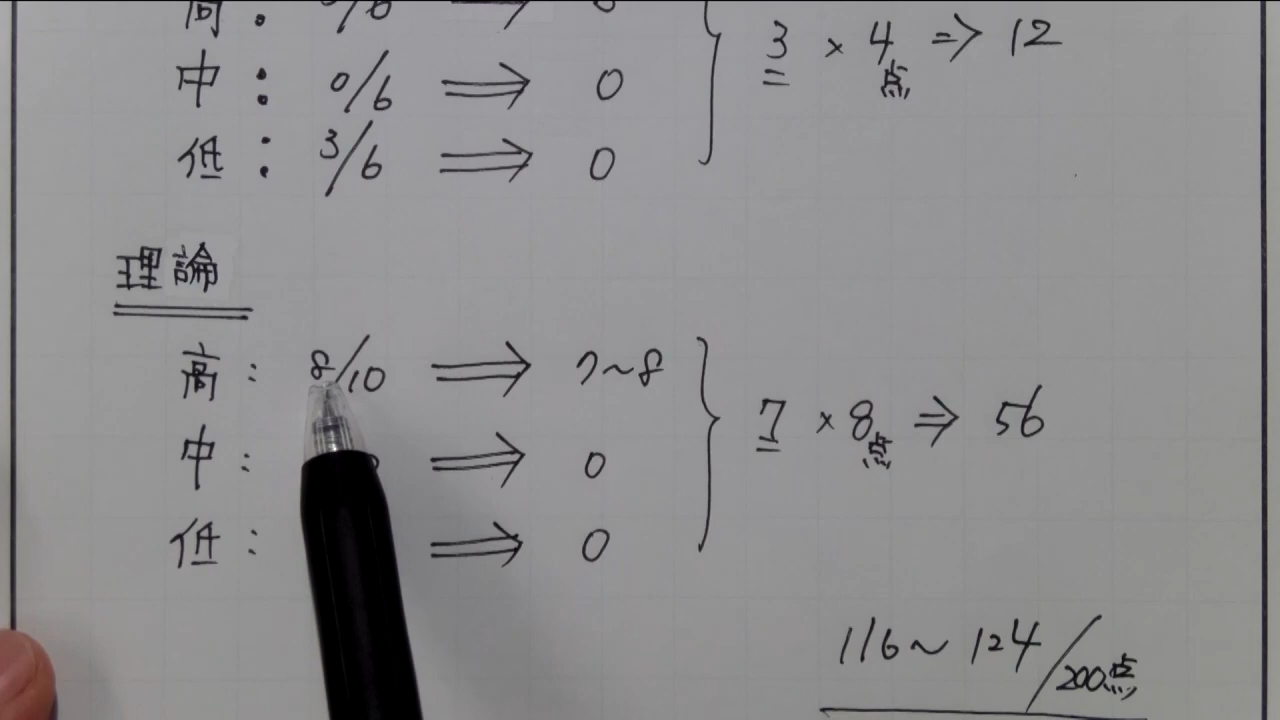 中 : 0/6 ⟹ 0
3 × 4点 ⇒ 12
低 : 3/6 ⟹ 0
理論
高 : 8/10 ⟹ 7~8
中 : ⟹ 0
7 × 8点 ⇒ 56
低 : ⟹ 0
116~124/200点